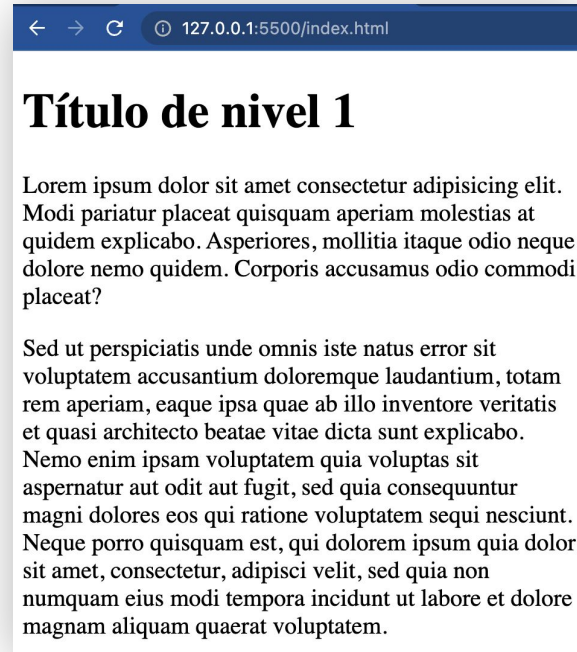 127.0.0.1:5500/index.html
Título de nivel 1
Lorem ipsum dolor sit amet consectetur adipisicing elit.
Modi pariatur placeat quisquam aperiam molestias at
quidem explicabo. Asperiores, mollitia itaque odio neque
dolore nemo quidem. Corporis accusamus odio commodi
placeat?
Sed ut perspiciatis unde omnis iste natus error sit
voluptatem accusantium doloremque laudantium, totam
rem aperiam, eaque ipsa quae ab illo inventore veritatis
et quasi architecto beatae vitae dicta sunt explicabo.
Nemo enim ipsam voluptatem quia voluptas sit
aspernatur aut odit aut fugit, sed quia consequuntur
magni dolores eos qui ratione voluptatem sequi nesciunt.
Neque porro quisquam est, qui dolorem ipsum quia dolor
sit amet, consectetur, adipisci velit, sed quia non
numquam eius modi tempora incidunt ut labore et dolore
magnam aliquam quaerat voluptatem.